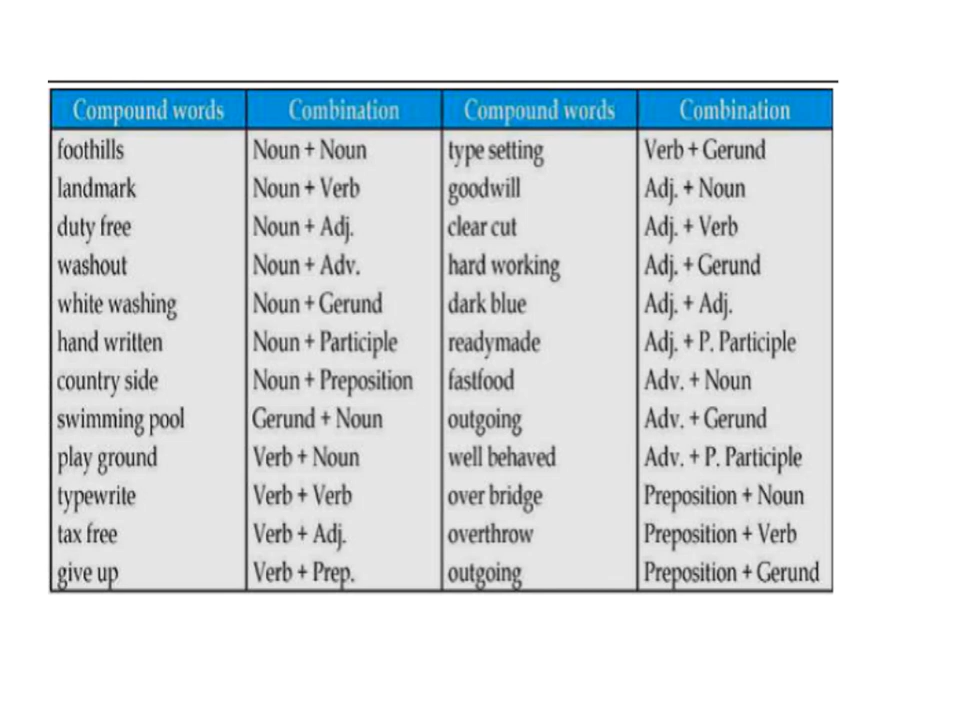 Compound words Combination Compound words Combination
foothills Noun + Noun type setting Verb + Gerund
landmark Noun + Verb goodwill Adj. + Noun
duty free Noun + Adj. clear cut Adj. + Verb
washout Noun + Adv. hard working Adj. + Gerund
white washing Noun + Gerund dark blue Adj. + Adj.
hand written Noun + Participle readymade Adj. + P. Participle
country side Noun + Preposition fastfood Adv. + Noun
swimming pool Gerund + Noun outgoing Adv. + Gerund
play ground Verb + Noun well behaved Adv. + P. Participle
typewrite Verb + Verb over bridge Preposition + Noun
tax free Verb + Adj. overthrow Preposition + Verb
give up Verb + Prep. outgoing Preposition + Gerund